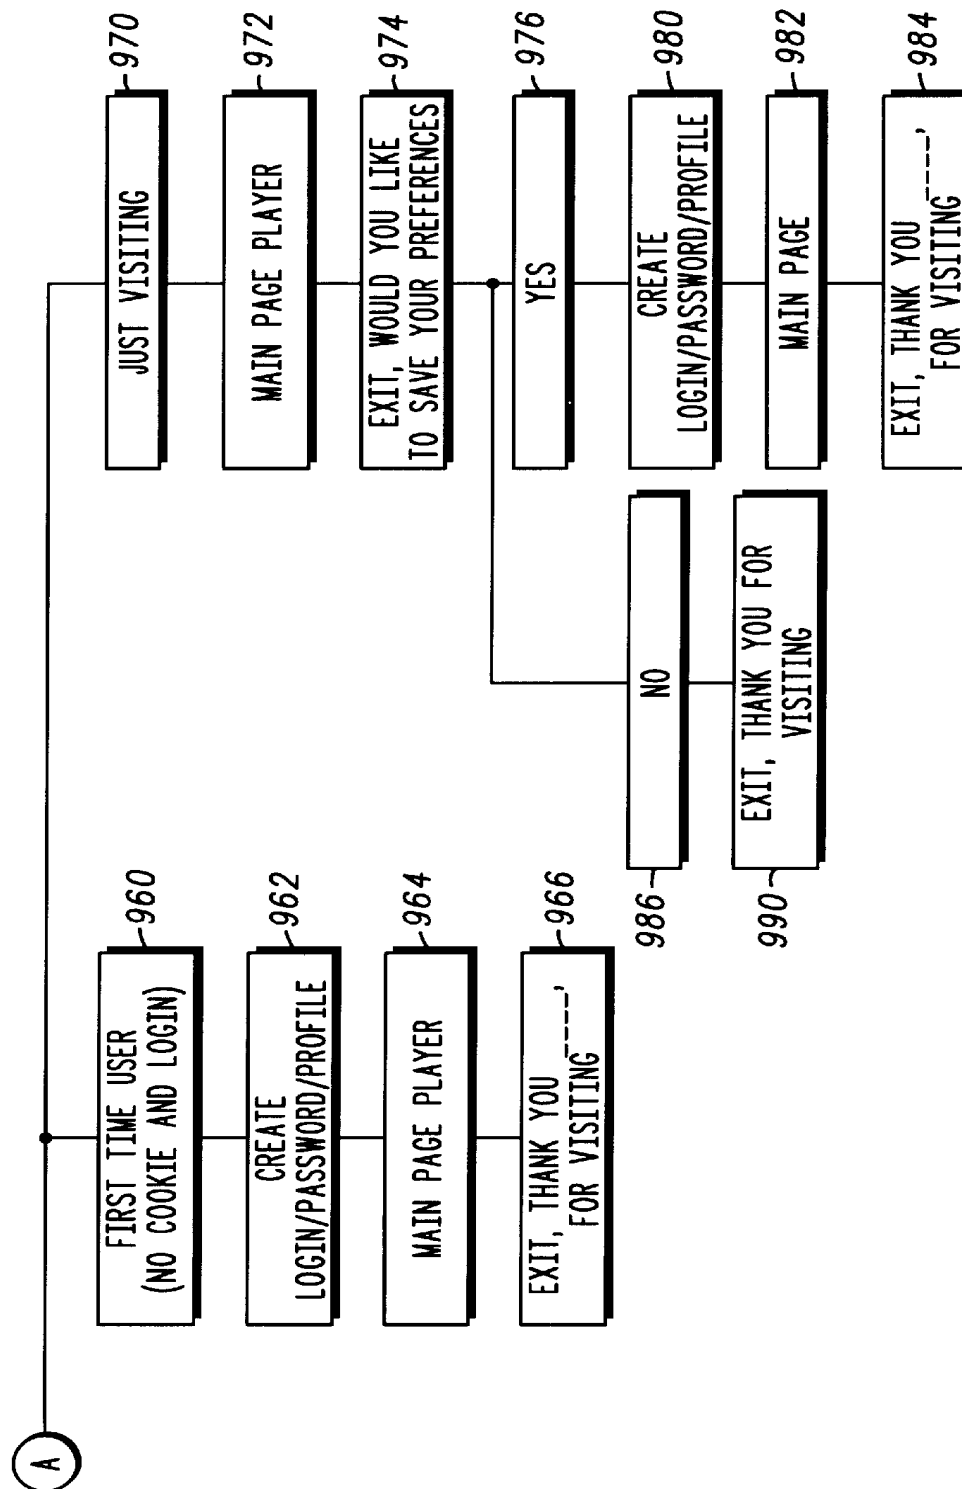 A
FIRST TIME USER
(NO COOKIE AND LOGIN)
960
CREATE
LOGIN/PASSWORD/PROFILE
962
MAIN PAGE PLAYER
964
EXIT, THANK YOU ____,
FOR VISITING
966
JUST VISITING
970
MAIN PAGE PLAYER
972
EXIT, WOULD YOU LIKE
TO SAVE YOUR PREFERENCES
974
YES
976
CREATE
LOGIN/PASSWORD/PROFILE
980
MAIN PAGE
982
EXIT, THANK YOU ____,
FOR VISITING
984
NO
986
EXIT, THANK YOU FOR
VISITING
990